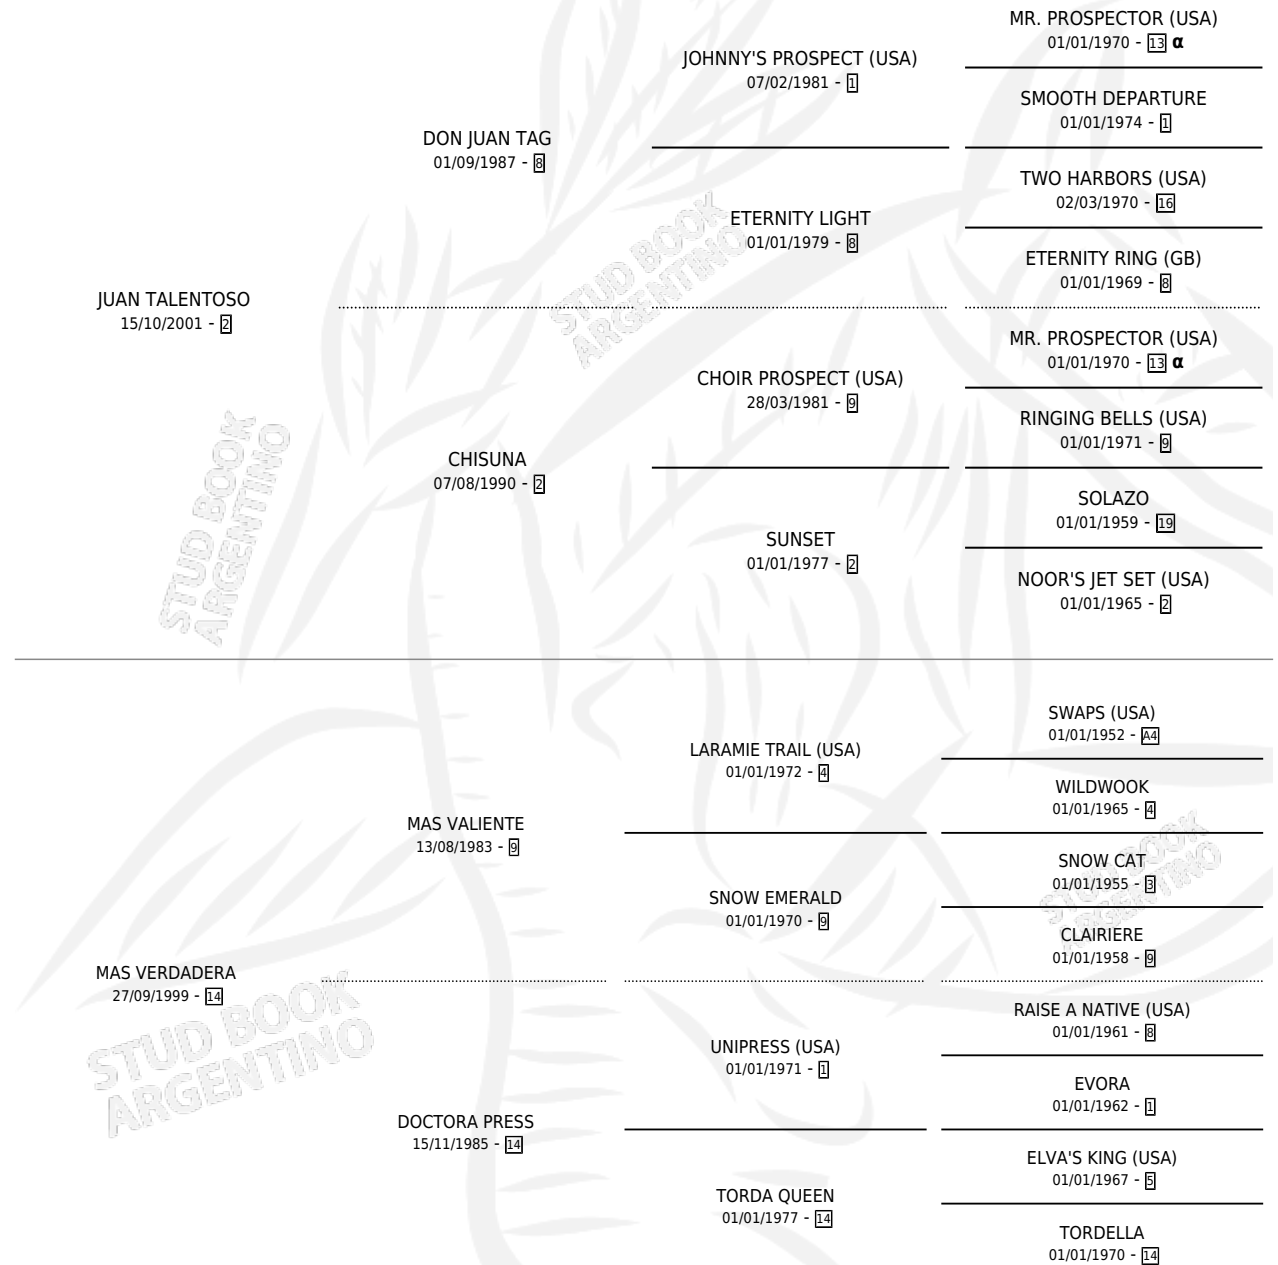 MR. PROSPECTOR (USA)
01/01/1970 - 13 α
JOHNNY'S PROSPECT (USA)
07/02/1981 - 1
SMOOTH DEPARTURE
01/01/1974 - 1
DON JUAN TAG
01/09/1987 - 8
TWO HARBORS (USA)
02/03/1970 - 16
ETERNITY LIGHT
01/01/1979 - 8
ETERNITY RING (GB)
01/01/1969 - 8
JUAN TALENTOSO
15/10/2001 - 2
MR. PROSPECTOR (USA)
01/01/1970 - 13 α
CHOIR PROSPECT (USA)
28/03/1981 - 9
RINGING BELLS (USA)
01/01/1971 - 9
CHISUNA
07/08/1990 - 2
SOLAZO
01/01/1959 - 19
SUNSET
01/01/1977 - 2
NOOR'S JET SET (USA)
01/01/1965 - 2
SWAPS (USA)
01/01/1952 - A4
LARAMIE TRAIL (USA)
01/01/1972 - 4
WILDWOOK
01/01/1965 - 4
MAS VALIENTE
13/08/1983 - 9
SNOW CAT
01/01/1955 - 3
SNOW EMERALD
01/01/1970 - 9
CLAIRIERE
01/01/1958 - 9
MAS VERDADERA
27/09/1999 - 14
RAISE A NATIVE (USA)
01/01/1961 - 8
UNIPRESS (USA)
01/01/1971 - 1
EVORA
01/01/1962 - 1
DOCTORA PRESS
15/11/1985 - 14
ELVA'S KING (USA)
01/01/1967 - 5
TORDA QUEEN
01/01/1977 - 14
TORDELLA
01/01/1970 - 14
STUD BOOK
ARGENTINO
STUD BOOK
ARGENTINO
STUD BOOK
ARGENTINO
STUD BOOK
ARGENTINO